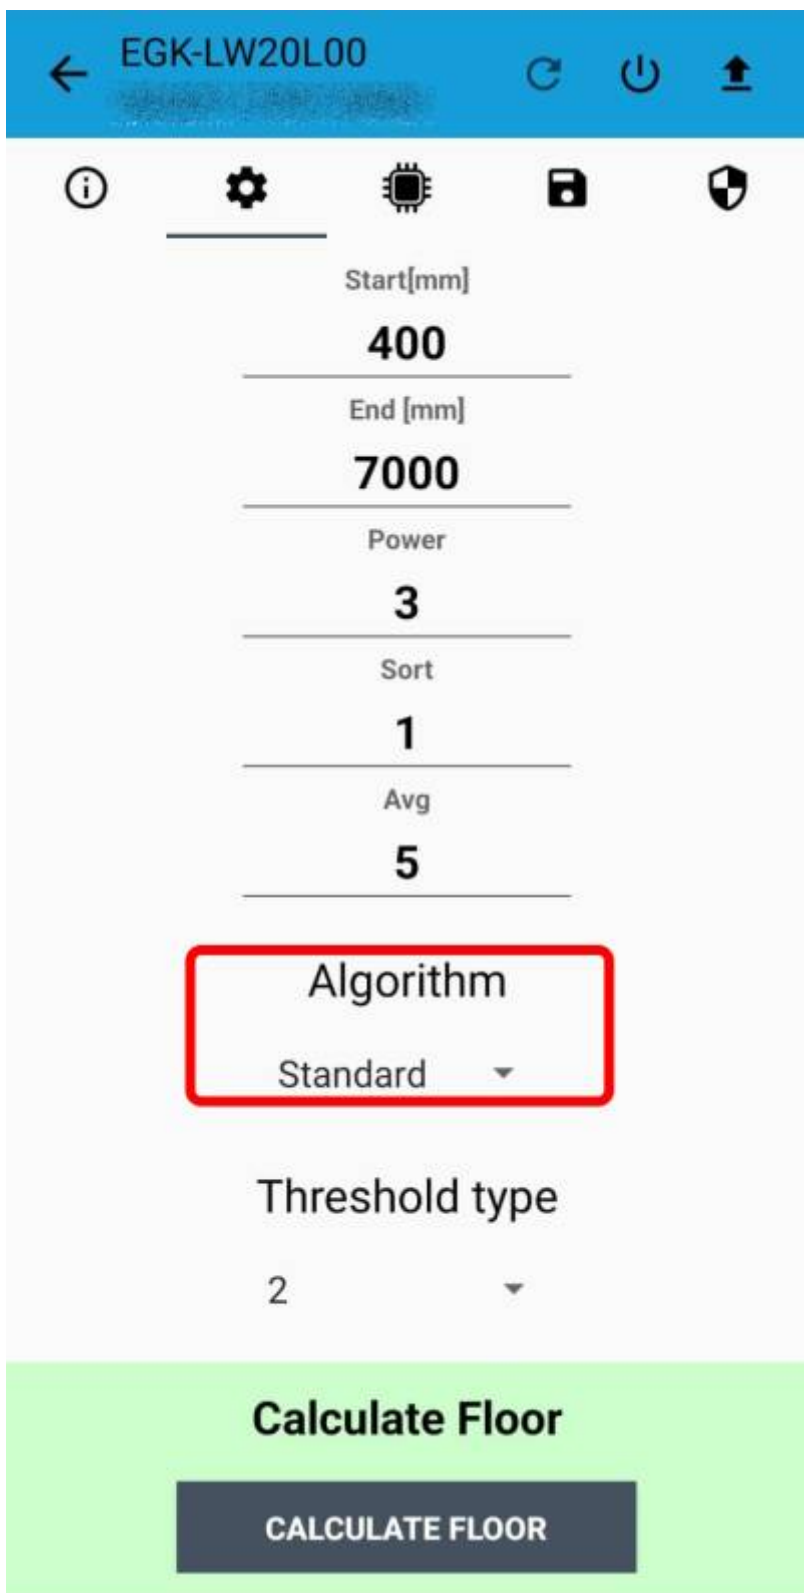 EGK-LW20L00
Start[mm]
400
End [mm]
7000
Power
3
Sort
1
Avg
5
Algorithm
Standard
Threshold type
2
Calculate Floor
CALCULATE FLOOR